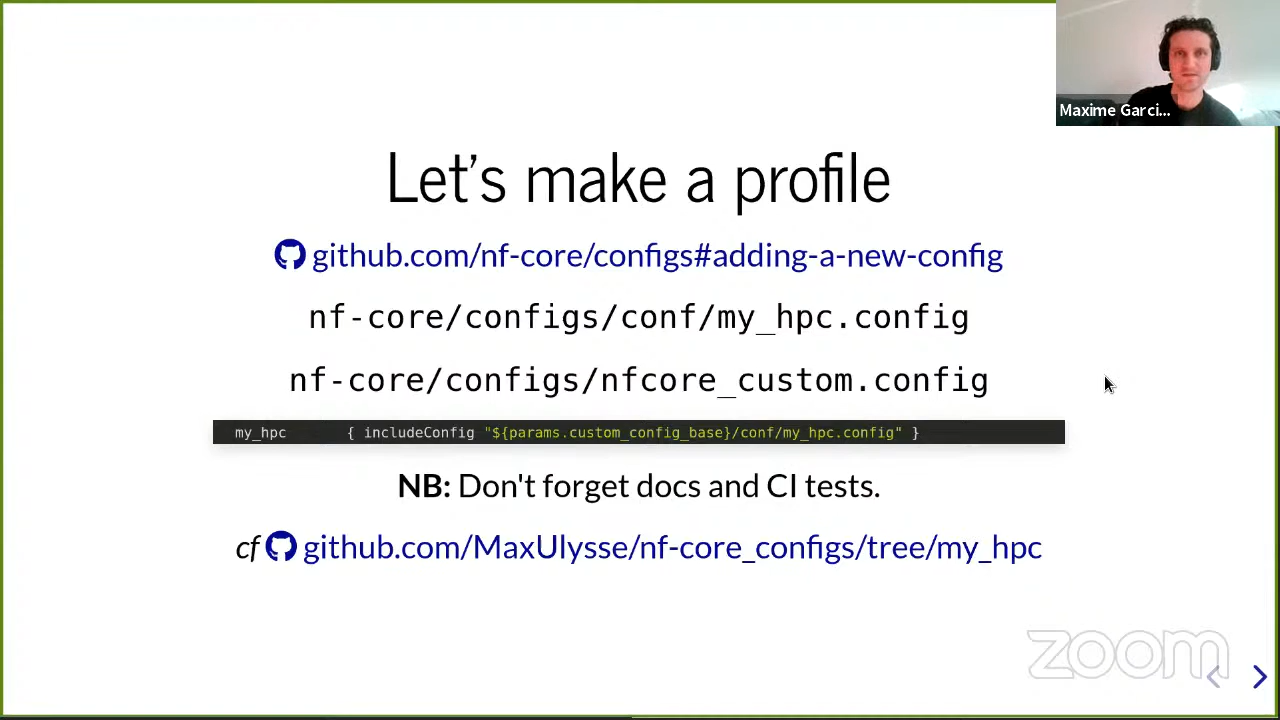 Maxime Garci...
Let's make a profile
github.com/nf-core/configs#adding-a-new-config
nf-core/configs/conf/my_hpc.config
nf-core/configs/nfcore_custom.config
my_hpc { includeConfig "${params.custom_config_base}/conf/my_hpc.config" }
NB: Don't forget docs and CI tests.
cf github.com/MaxUlysse/nf-core_configs/tree/my_hpc
zoom